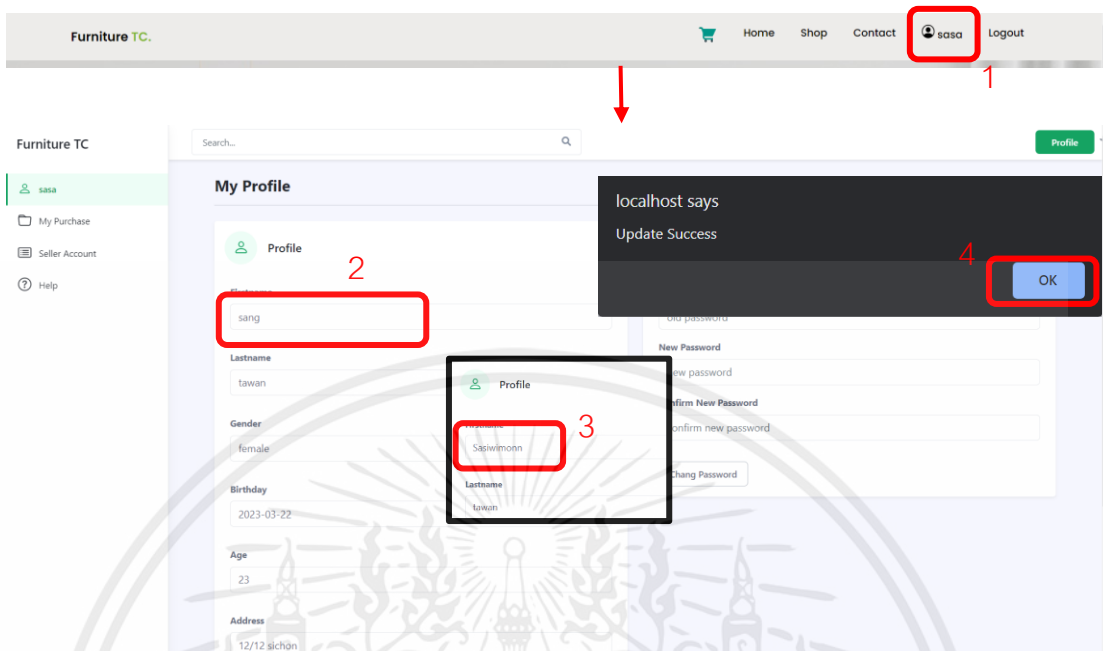 Furniture TC.
Home
Shop
Contact
sasa
Logout
1
Furniture TC
Search...
Profile
sasa
My Purchase
Seller Account
Help
My Profile
Profile
2
Firstname
sang
Lastname
tawan
Gender
female
Birthday
2023-03-22
Age
23
Address
12/12 sichon
Profile
3
Firstname
Sasiwimonn
Lastname
tawan
localhost says
Update Success
4
OK
old password
New Password
new password
Confirm New Password
confirm new password
Chang Password